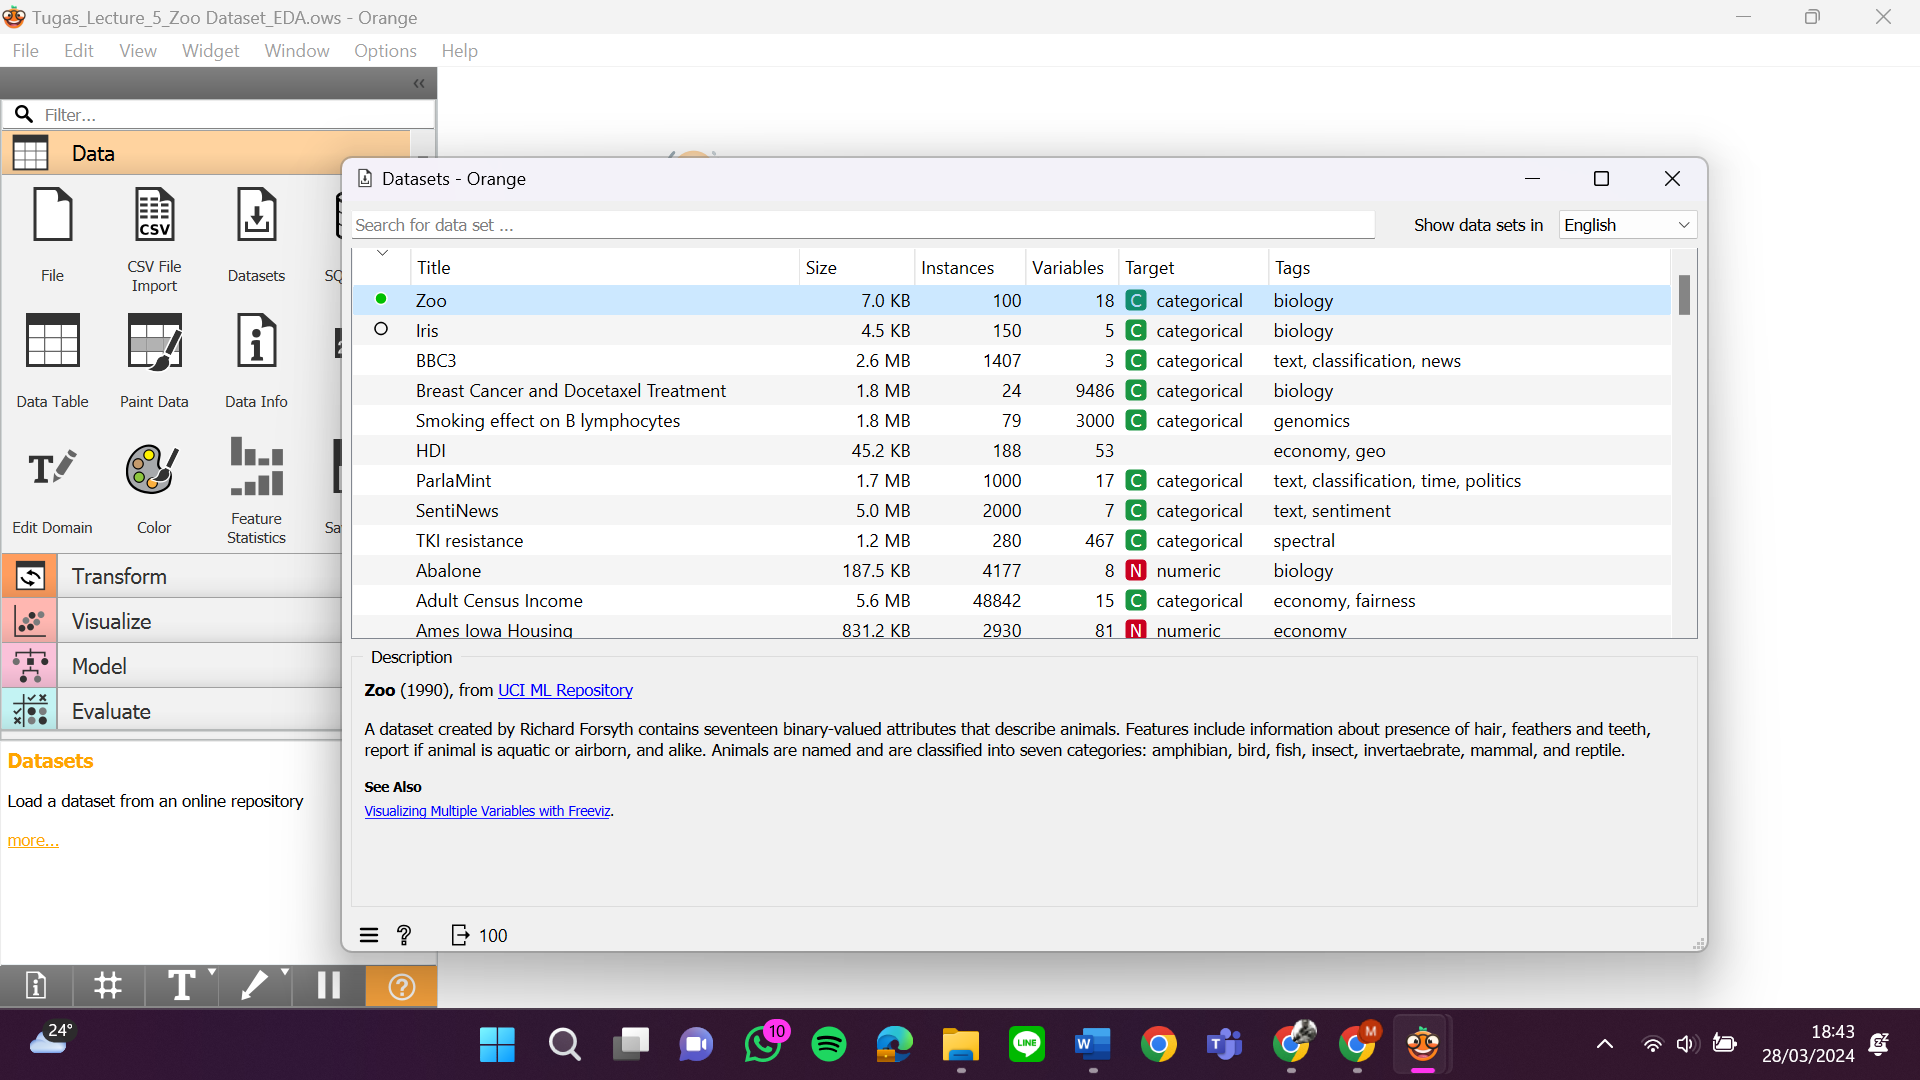 Tugas_Lecture_5_Zoo Dataset_EDA.ows - Orange
File Edit View Widget Window Options Help
Filter...
Data
File
CSV File Import
Datasets
Data Table
Paint Data
Data Info
Edit Domain
Color
Feature Statistics
Transform
Visualize
Model
Evaluate
Datasets
Load a dataset from an online repository
more...
Datasets - Orange
Search for data set ...
Show data sets in English
Title Size Instances Variables Target Tags
Zoo 7.0 KB 100 18 C categorical biology
Iris 4.5 KB 150 5 C categorical biology
BBC3 2.6 MB 1407 3 C categorical text, classification, news
Breast Cancer and Docetaxel Treatment 1.8 MB 24 9486 C categorical biology
Smoking effect on B lymphocytes 1.8 MB 79 3000 C categorical genomics
HDI 45.2 KB 188 53 economy, geo
ParlaMint 1.7 MB 1000 17 C categorical text, classification, time, politics
SentiNews 5.0 MB 2000 7 C categorical text, sentiment
TKI resistance 1.2 MB 280 467 C categorical spectral
Abalone 187.5 KB 4177 8 N numeric biology
Adult Census Income 5.6 MB 48842 15 C categorical economy, fairness
Ames Iowa Housing 831.2 KB 2930 81 N numeric economy
Description
Zoo (1990), from UCI ML Repository
A dataset created by Richard Forsyth contains seventeen binary-valued attributes that describe animals. Features include information about presence of hair, feathers and teeth,
report if animal is aquatic or airborn, and alike. Animals are named and are classified into seven categories: amphibian, bird, fish, insect, invertaebrate, mammal, and reptile.
See Also
Visualizing Multiple Variables with Freeviz.
100
24°
10
LINE
M
18:43
28/03/2024